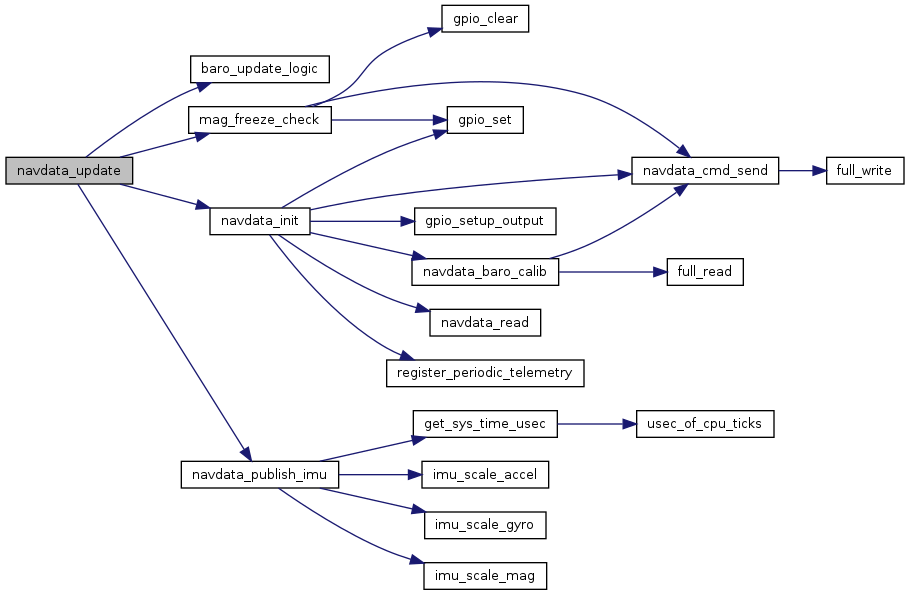 gpio_clear
baro_update_logic
mag_freeze_check
gpio_set
navdata_update
navdata_cmd_send
full_write
navdata_init
gpio_setup_output
navdata_baro_calib
full_read
navdata_read
register_periodic_telemetry
get_sys_time_usec
usec_of_cpu_ticks
navdata_publish_imu
imu_scale_accel
imu_scale_gyro
imu_scale_mag